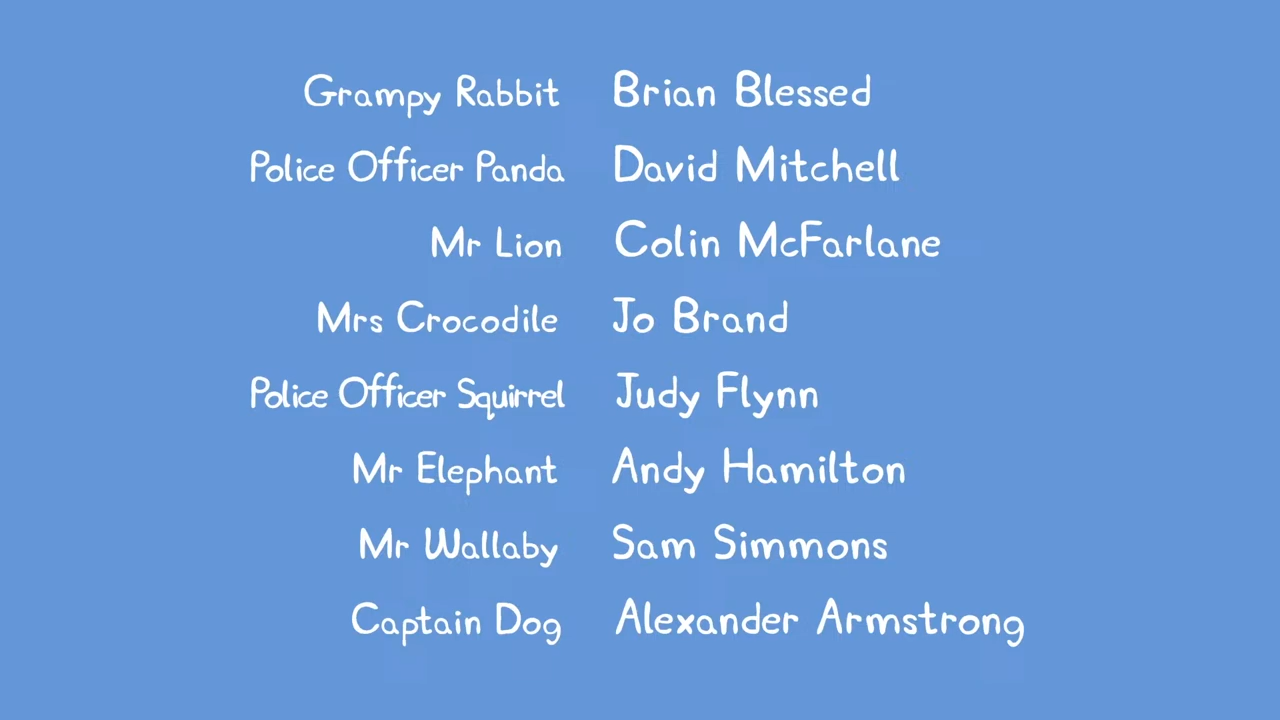 Grampy Rabbit Brian Blessed
Police Officer Panda David Mitchell
Mr Lion Colin McFarlane
Mrs Crocodile Jo Brand
Police Officer Squirrel Judy Flynn
Mr Elephant Andy Hamilton
Mr Wallaby Sam Simmons
Captain Dog Alexander Armstrong